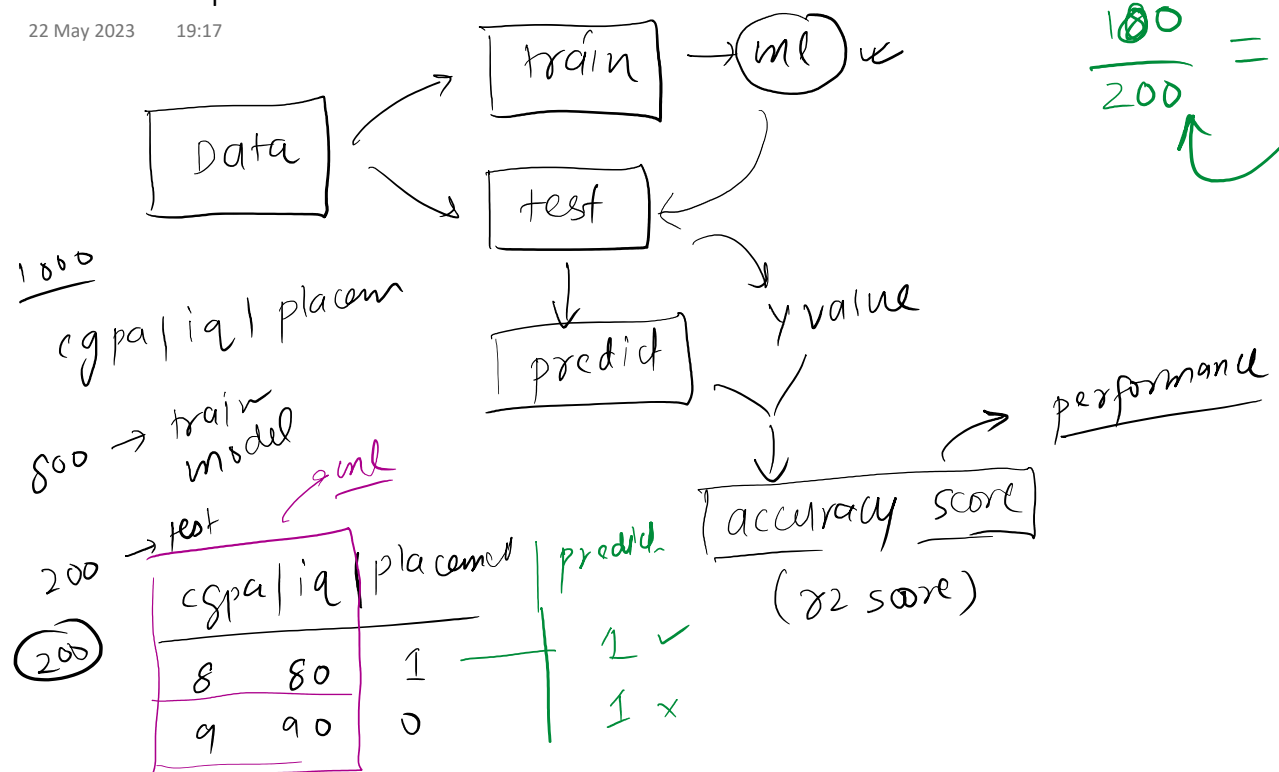 22 May 2023 19:17
train → ml
180
200
=
Data
test
1000
cgpa | iq | placem
y value
predict
performance
800 → train
model
ml
accuracy score
(r2 score)
200 → test
cgpa | iq | placement | predict
200
8 80 1 1 ✓
9 90 0 1 ×